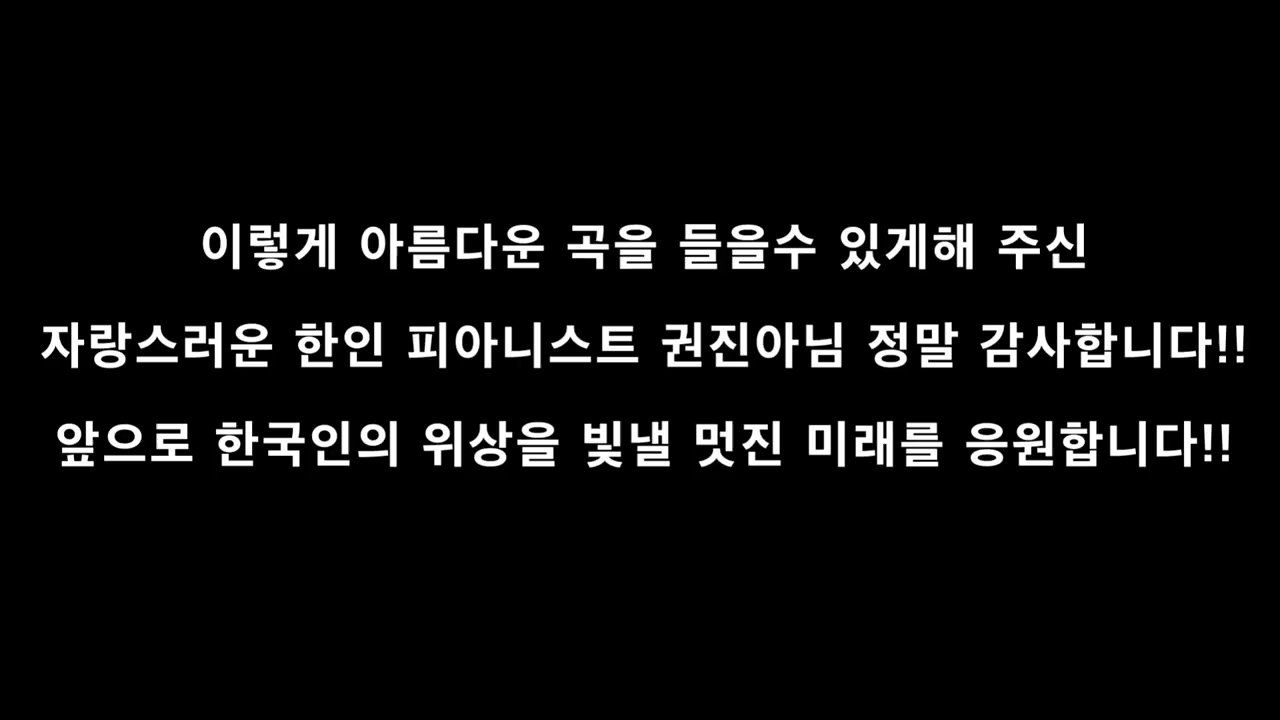 이렇게 아름다운 곡을 들을수 있게해 주신
자랑스러운 한인 피아니스트 권진아님 정말 감사합니다!!
앞으로 한국인의 위상을 빛낼 멋진 미래를 응원합니다!!